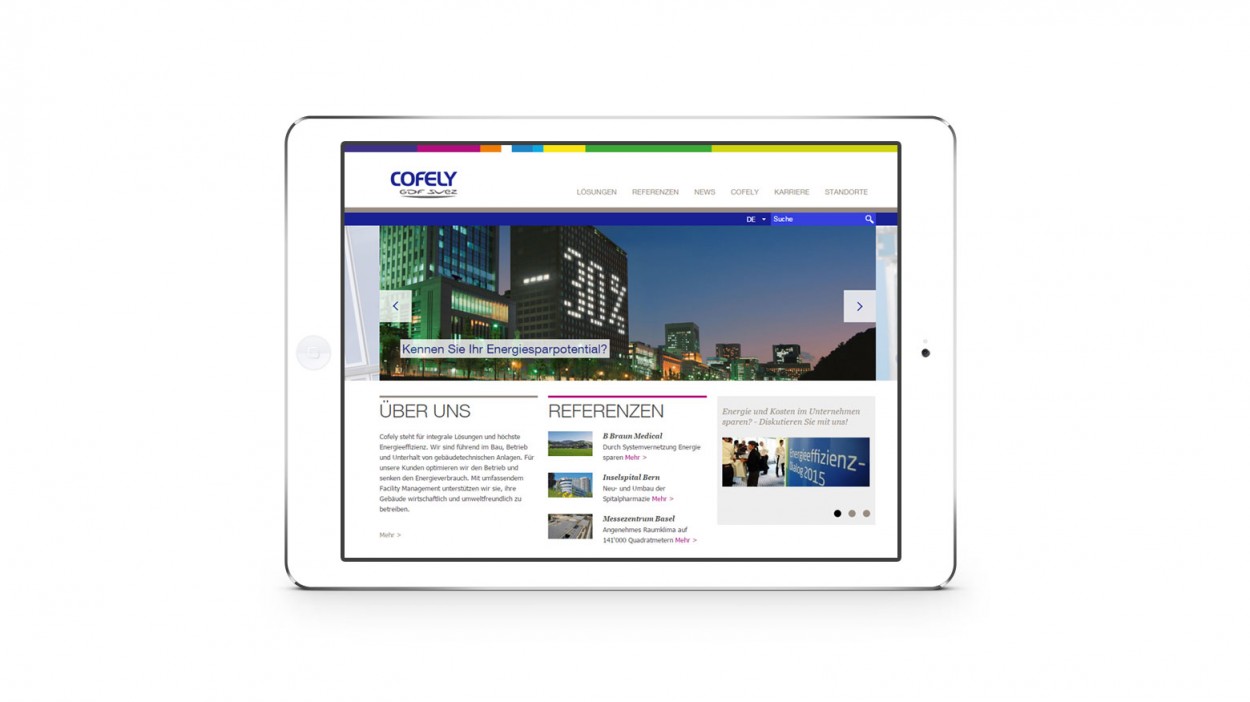 COFELY
GDF SUEZ
LÖSUNGEN REFERENZEN NEWS COFELY KARRIERE STANDORTE
DE Suche
30%
Kennen Sie Ihr Energiesparpotential?
ÜBER UNS
Cofely steht für integrale Lösungen und höchste
Energieeffizienz. Wir sind führend im Bau, Betrieb
und Unterhalt von gebäudetechnischen Anlagen. Für
unsere Kunden optimieren wir den Betrieb und
senken den Energieverbrauch. Mit umfassendem
Facility Management unterstützen wir sie, ihre
Gebäude wirtschaftlich und umweltfreundlich zu
betreiben.
Mehr >
REFERENZEN
B Braun Medical
Durch Systemvernetzung Energie
sparen Mehr >
Inselspital Bern
Neu- und Umbau der
Spitalpharmazie Mehr >
Messezentrum Basel
Angenehmes Raumklima auf
141'000 Quadratmetern Mehr >
Energie und Kosten im Unternehmen
sparen? - Diskutieren Sie mit uns!
Energieeffizienz-
Dialog 2015